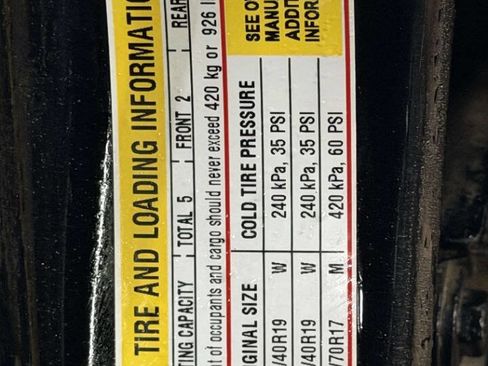 TIRE AND LOADING INFORMATIO
TING CAPACITY TOTAL 5 FRONT 2 REAR
t of occupants and cargo should never exceed 420 kg or 926 l
GINAL SIZE COLD TIRE PRESSURE SEE O
MANU
ADDIT
INFOR
/40R19 W 240 kPa, 35 PSI
/40R19 W 240 kPa, 35 PSI
/70R17 M 420 kPa, 60 PSI